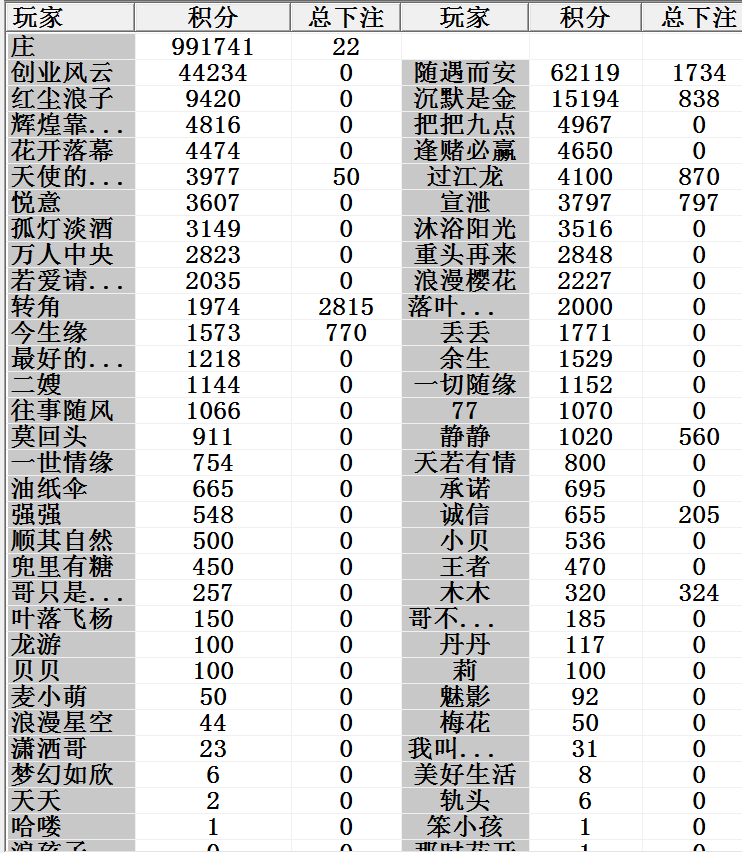 玩家 积分 总下注 玩家 积分 总下注
庄 991741 22
创业风云 44234 0 随遇而安 62119 1734
红尘浪子 9420 0 沉默是金 15194 838
辉煌靠... 4816 0 把把九点 4967 0
花开落幕 4474 0 逢赌必赢 4650 0
天使的... 3977 50 过江龙 4100 870
悦意 3607 0 宣泄 3797 797
孤灯淡酒 3149 0 沐浴阳光 3516 0
万人中央 2823 0 重头再来 2848 0
若爱请... 2035 0 浪漫樱花 2227 0
转角 1974 2815 落叶... 2000 0
今生缘 1573 770 丢丢 1771 0
最好的... 1218 0 余生 1529 0
二嫂 1144 0 一切随缘 1152 0
往事随风 1066 0 77 1070 0
莫回头 911 0 静静 1020 560
一世情缘 754 0 天若有情 800 0
油纸伞 665 0 承诺 695 0
强强 548 0 诚信 655 205
顺其自然 500 0 小贝 536 0
兜里有糖 450 0 王者 470 0
哥只是... 257 0 木木 320 324
叶落飞杨 150 0 哥不... 185 0
龙游 100 0 丹丹 117 0
贝贝 100 0 莉 100 0
麦小萌 50 0 魅影 92 0
浪漫星空 44 0 梅花 50 0
潇洒哥 23 0 我叫... 31 0
梦幻如欣 6 0 美好生活 8 0
天天 2 0 轨头 6 0
哈喽 1 0 笨小孩 1 0